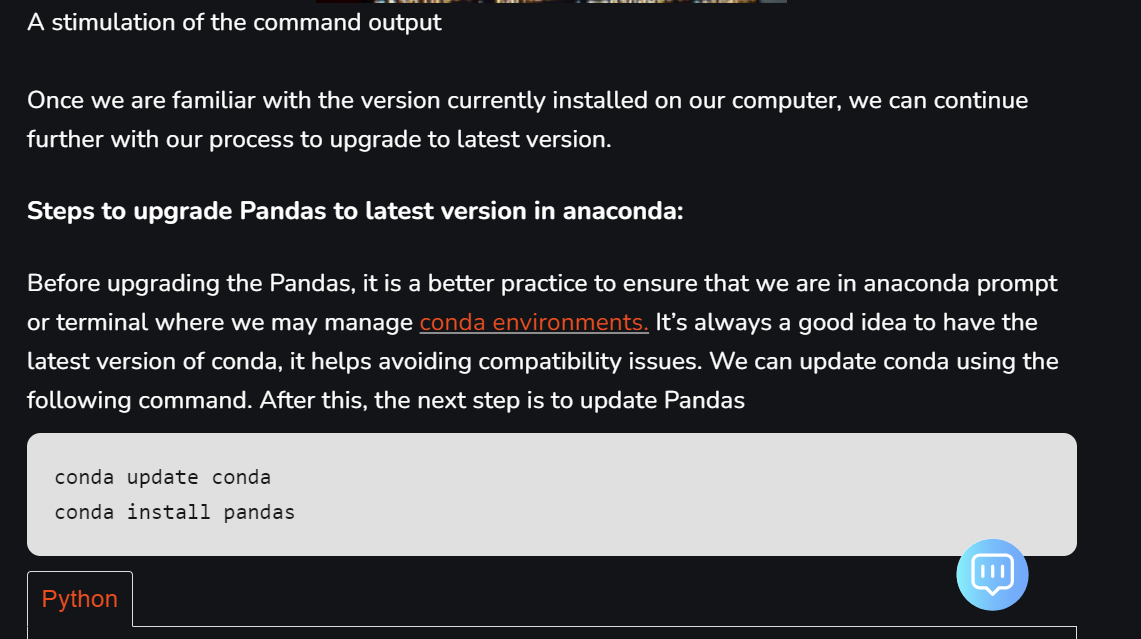 A stimulation of the command output
Once we are familiar with the version currently installed on our computer, we can continue
further with our process to upgrade to latest version.
Steps to upgrade Pandas to latest version in anaconda:
Before upgrading the Pandas, it is a better practice to ensure that we are in anaconda prompt
or terminal where we may manage conda environments. It’s always a good idea to have the
latest version of conda, it helps avoiding compatibility issues. We can update conda using the
following command. After this, the next step is to update Pandas
conda update conda
conda install pandas
Python